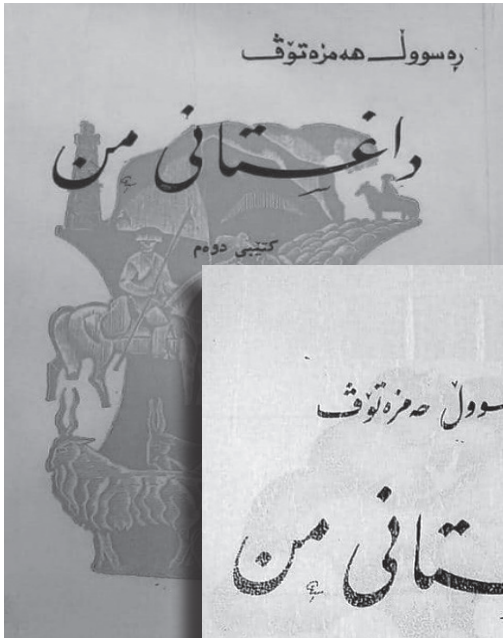 ڕەسووڵ هەمزەتۆڤ
داغستانی من
کتێبی دووەم
سووڵ حەمزەتۆڤ
ستانی من